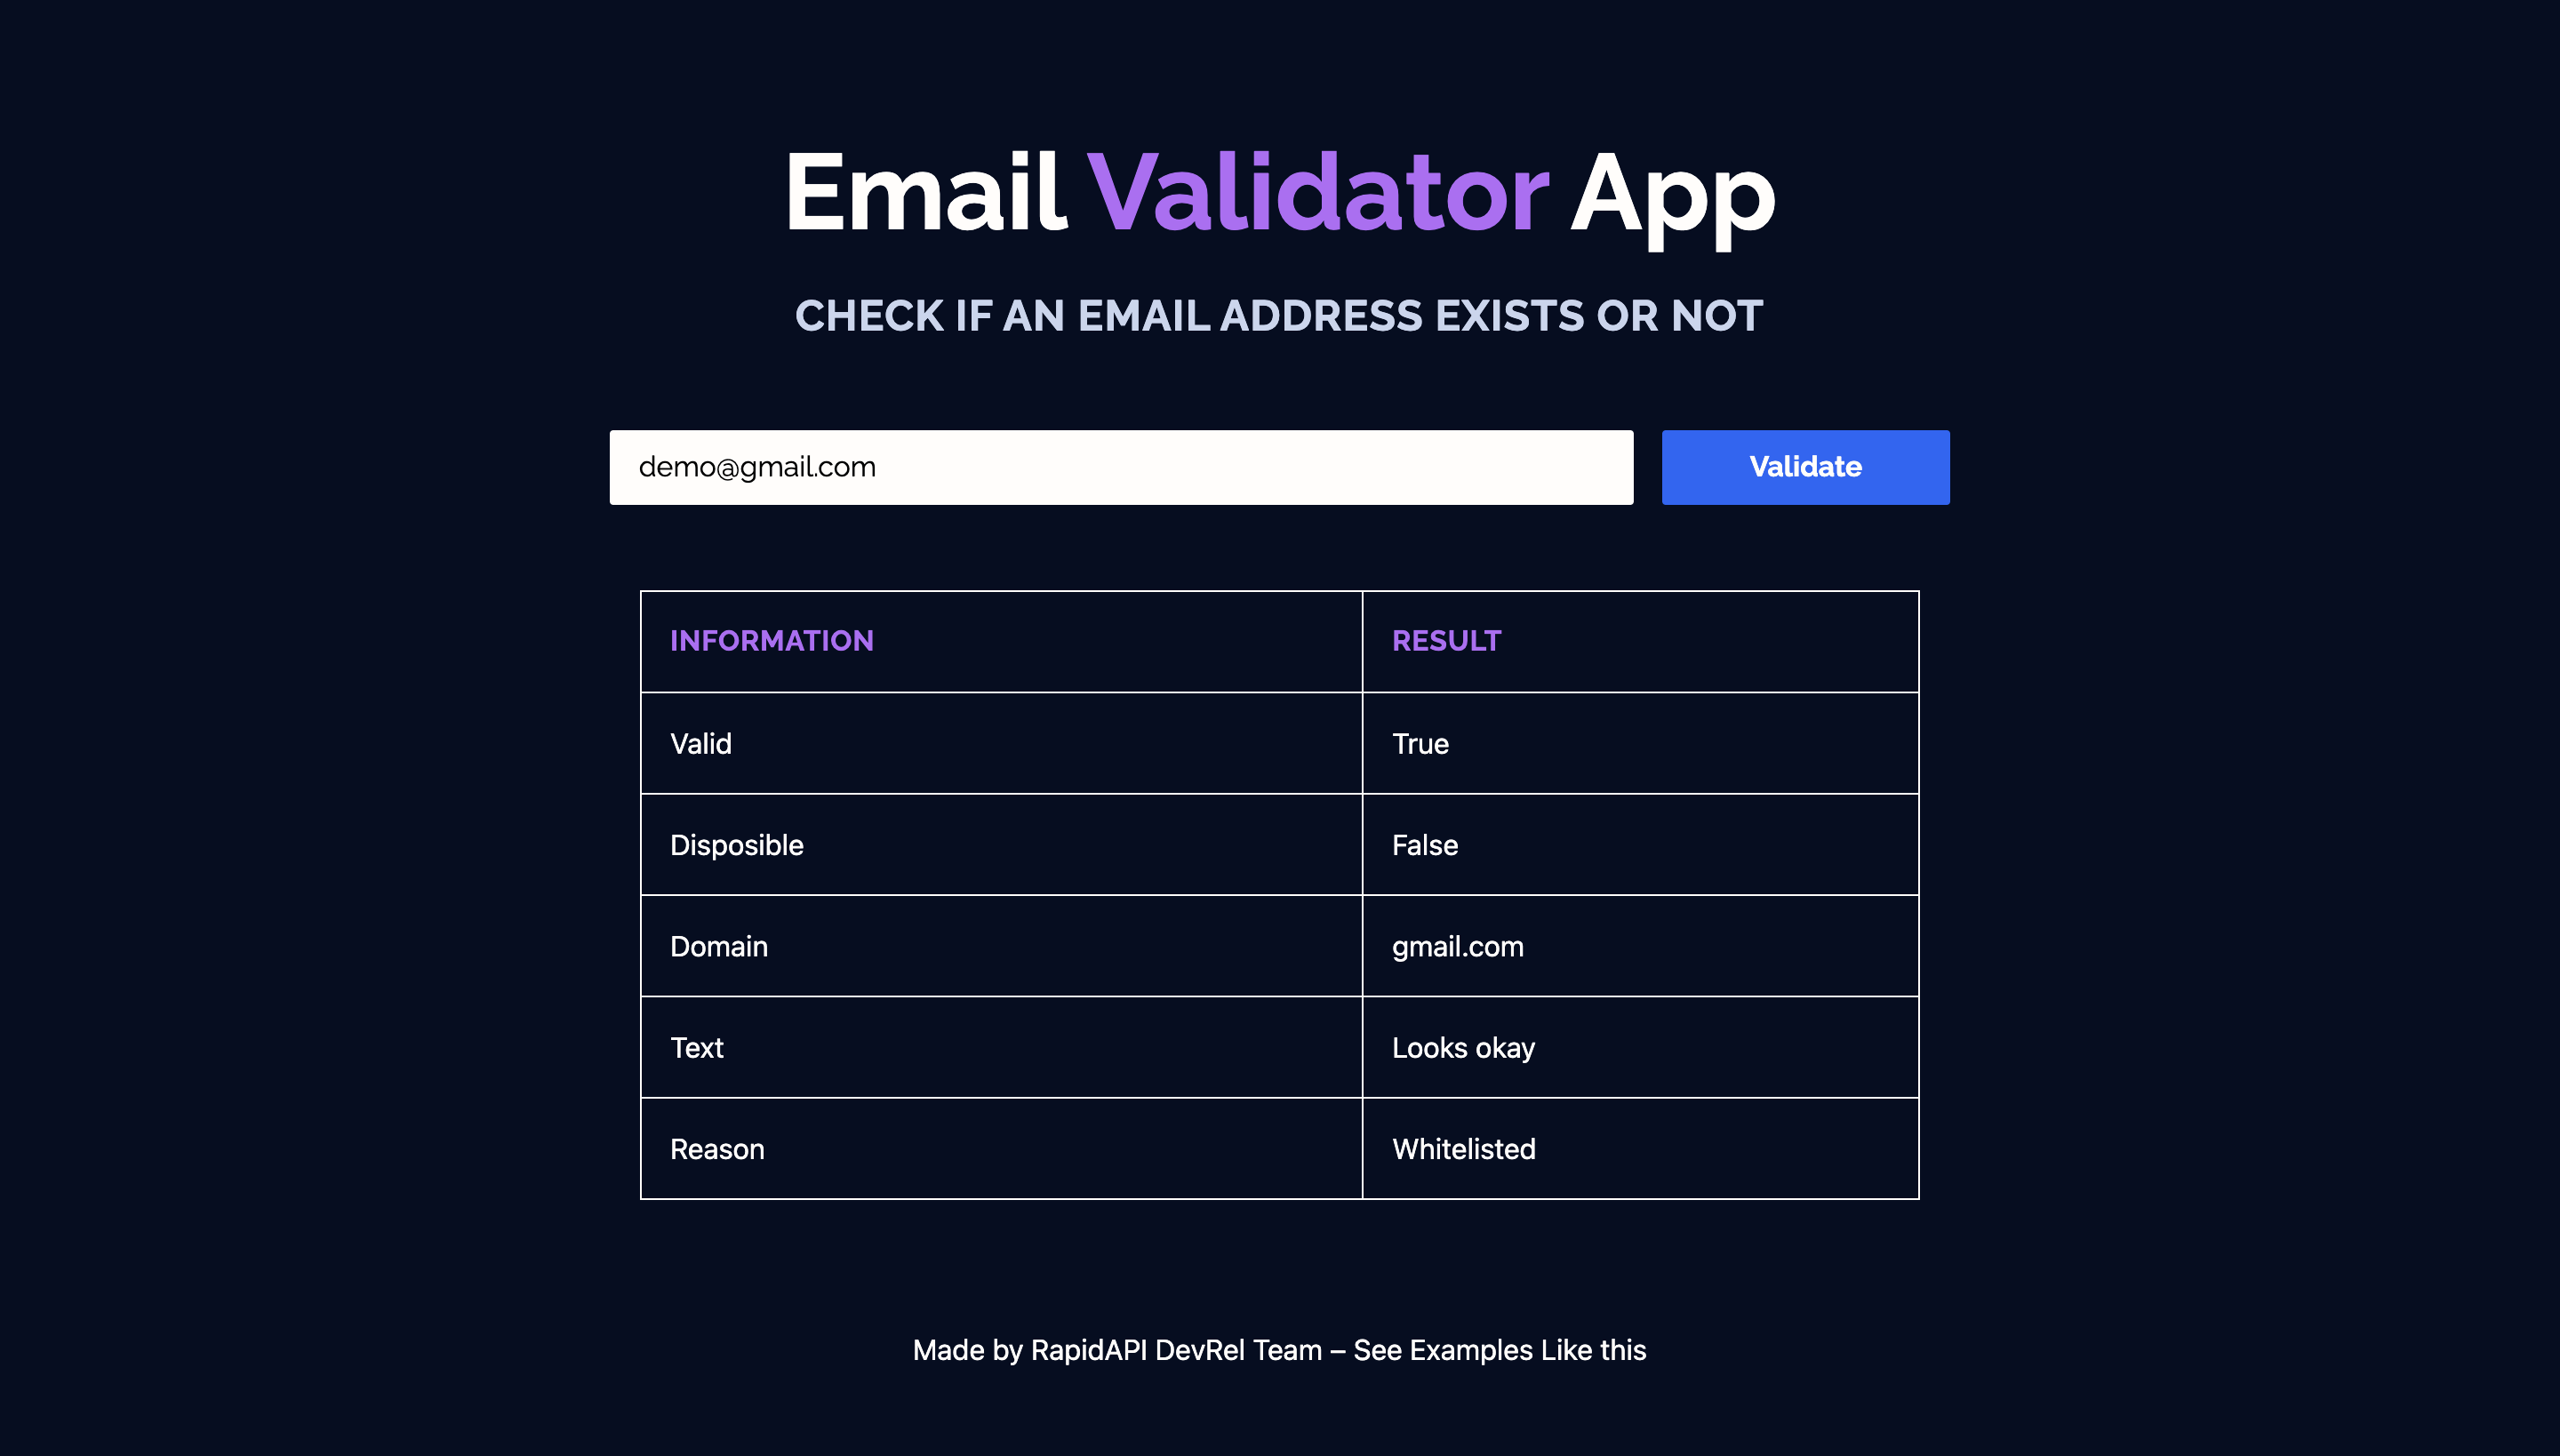 Email Validator App
CHECK IF AN EMAIL ADDRESS EXISTS OR NOT
demo@gmail.com Validate
INFORMATION RESULT
Valid True
Disposible False
Domain gmail.com
Text Looks okay
Reason Whitelisted
Made by RapidAPI DevRel Team – See Examples Like this